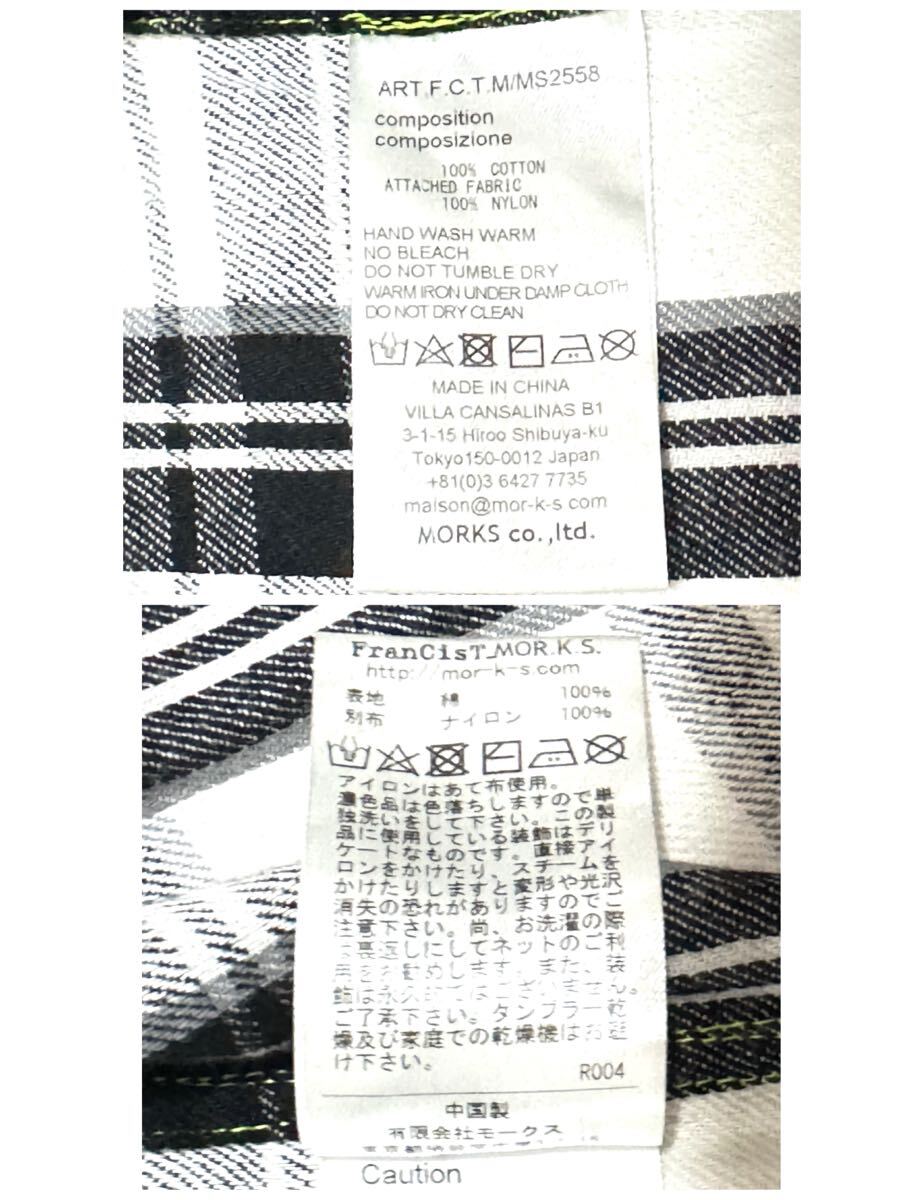 ART.F.C.T.M/MS2558
composition
composizione
100% COTTON
ATTACHED FABRIC
100% NYLON
HAND WASH WARM
NO BLEACH
DO NOT TUMBLE DRY
WARM IRON UNDER DAMP CLOTH
DO NOT DRY CLEAN
MADE IN CHINA
VILLA CANSALINAS B1
3-1-15 Hiroo Shibuya-ku
Tokyo150-0012 Japan
+81(0)3 6427 7735
maison@mor-k-s com
MORKS co.,ltd.
FranCisT_MOR.K.S.
http://mor-k-s.com
表地 綿 100%
別布 ナイロン 100%
アイロンはあて布使用。
濃色品は色落ちしますので単
独洗いをして下さい。この製
品に使用している装飾はデリ
ケートなものです。直接アイ
ロンをかけたり、スチームを
かけたりしますと変形や光沢
消失の恐れがありますのでご
注意下さい。尚、お洗濯の際
裏返しにしてネットのご利
用をお勧めします。また、装
飾は永久的ではございません。
ご了承下さい。タンブラー乾
燥及び家庭での乾燥機はお避
け下さい。
R004
中国製
有限会社モークス
Caution